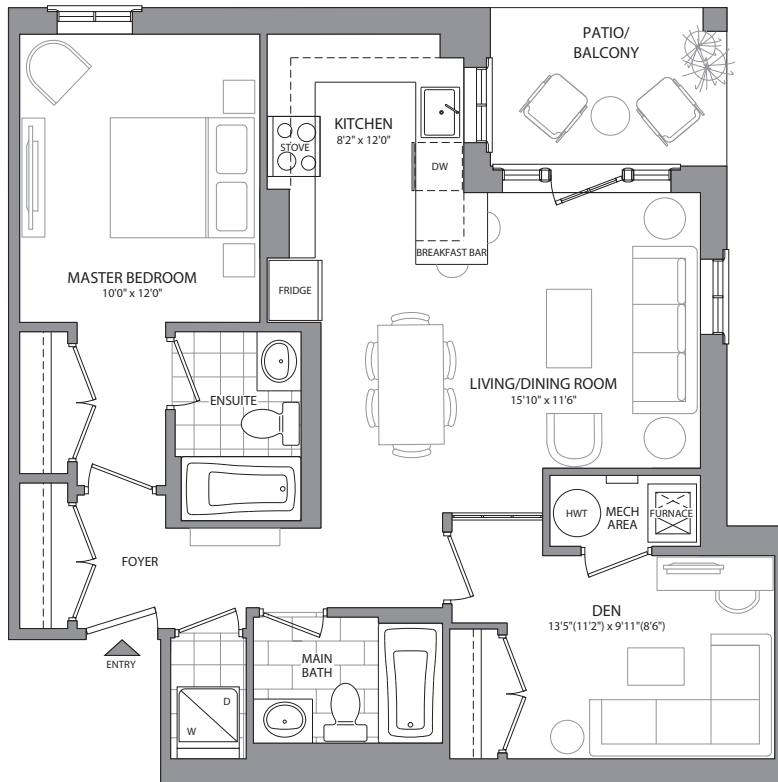 PATIO/
BALCONY
KITCHEN
8'2" x 12'0"
STOVE
DW
BREAKFAST BAR
MASTER BEDROOM
10'0" x 12'0"
FRIDGE
LIVING/DINING ROOM
15'10" x 11'6"
ENSUITE
HWT
MECH
AREA
FURNACE
FOYER
DEN
13'5"(11'2") x 9'11"(8'6")
ENTRY
MAIN
BATH
D
W